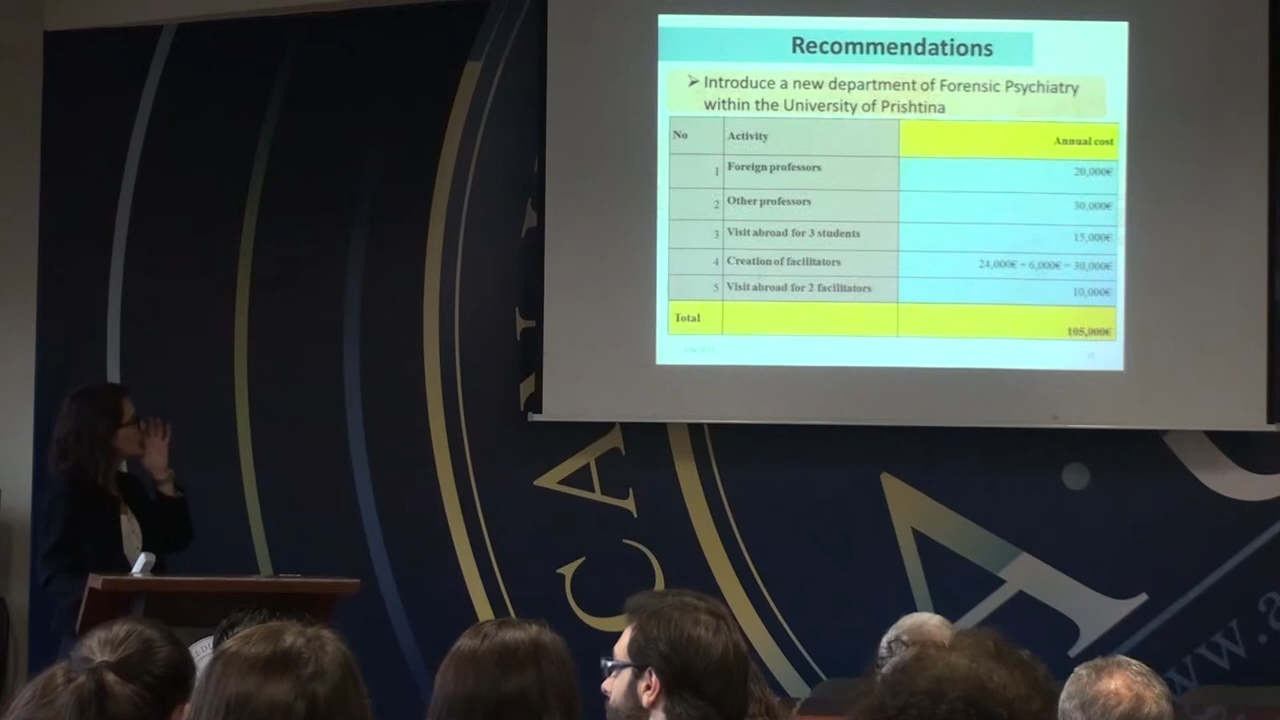 Recommendations
➢ Introduce a new department of Forensic Psychiatry
within the University of Prishtina
No Activity Annual cost
1 Foreign professors 20,000€
2 Other professors 30,000€
3 Visit abroad for 3 students 15,000€
4 Creation of facilitators 24,000€ + 6,000€ = 30,000€
5 Visit abroad for 2 facilitators 10,000€
Total 105,000€
CA
A
www.a